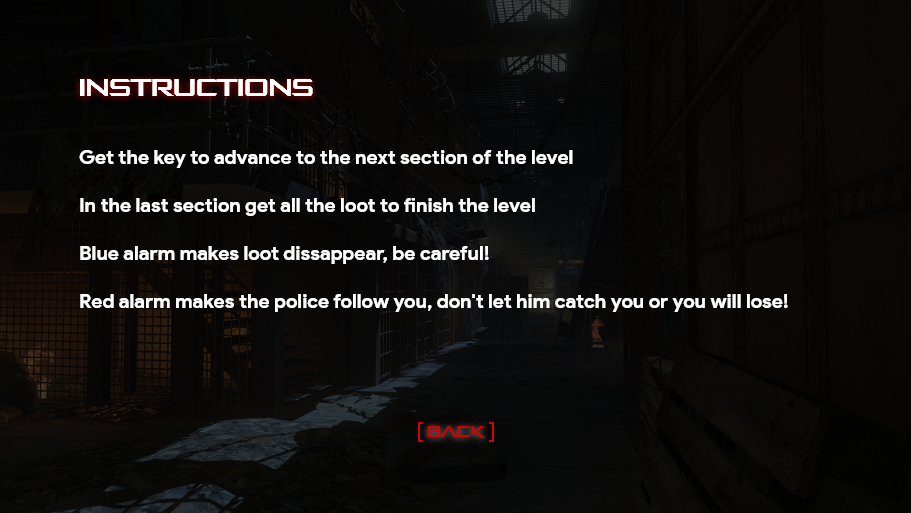 INSTRUCTIONS
Get the key to advance to the next section of the level
In the last section get all the loot to finish the level
Blue alarm makes loot dissappear, be careful!
Red alarm makes the police follow you, don't let him catch you or you will lose!
[BACK]